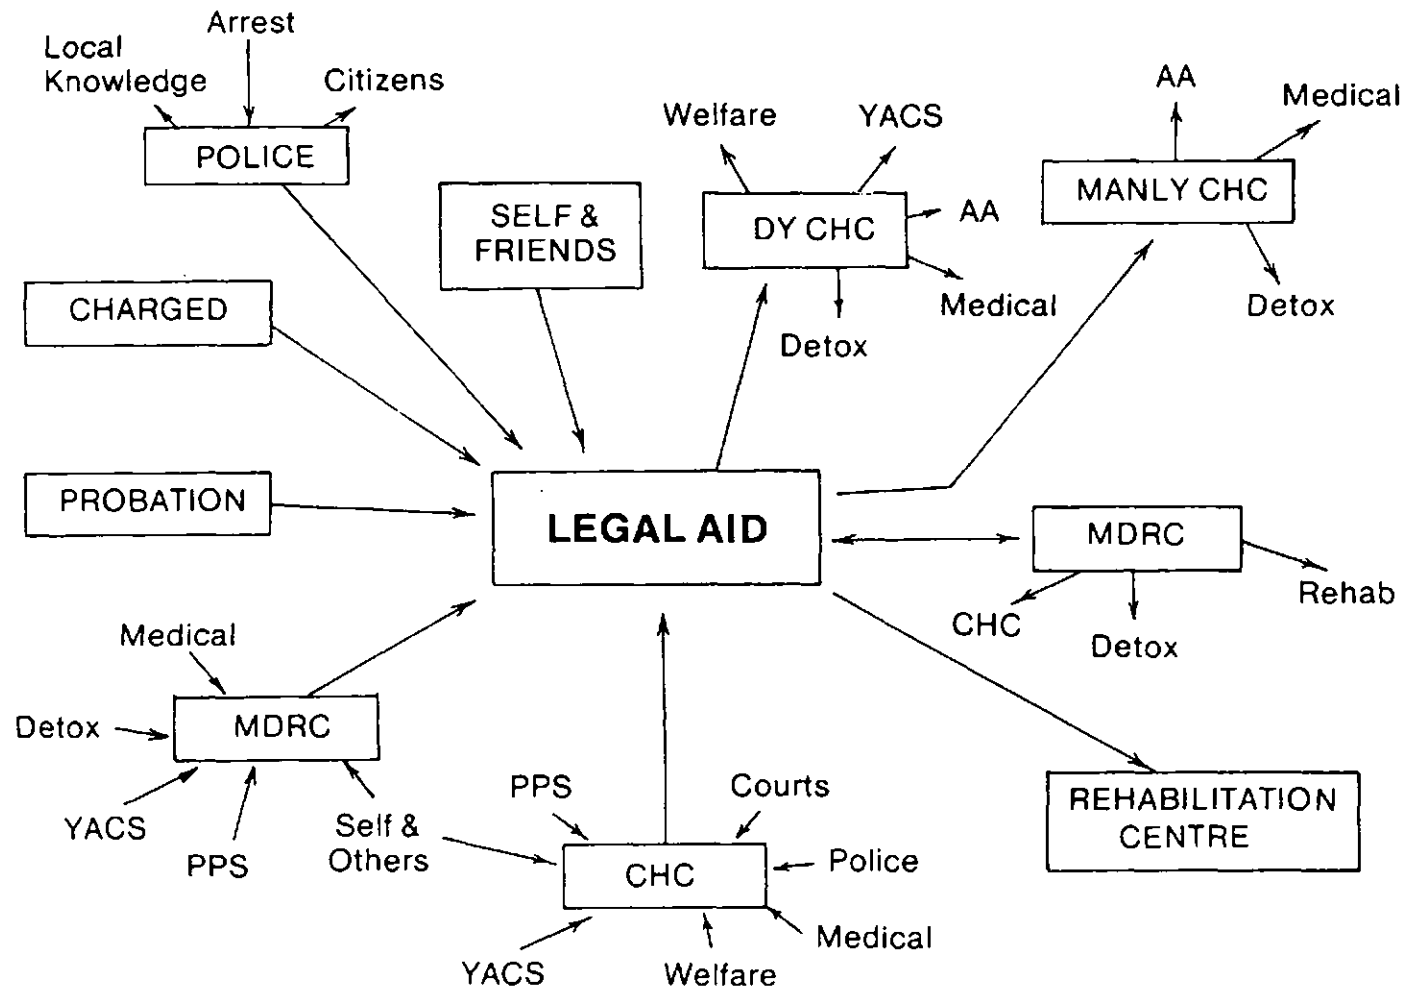 Arrest
Local
Knowledge
Citizens
POLICE
SELF &
FRIENDS
Welfare
YACS
DY CHC
AA
Medical
Detox
AA
Medical
MANLY CHC
Detox
CHARGED
PROBATION
LEGAL AID
MDRC
Rehab
CHC
Detox
Medical
Detox
MDRC
YACS
PPS
Self &
Others
PPS
Courts
CHC
Police
Medical
YACS
Welfare
REHABILITATION
CENTRE